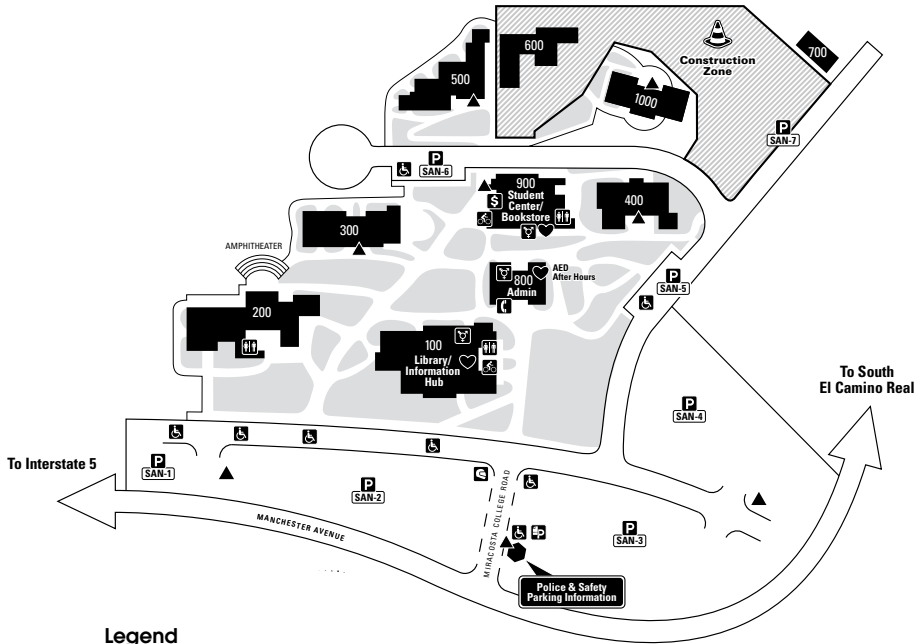 600
Construction
Zone
700
500
1000
P
SAN-7
P
SAN-6
900
Student
Center/
Bookstore
$
400
300
AMPHITHEATER
AED
After Hours
800
Admin
P
SAN-5
200
100
Library/
Information
Hub
To South
El Camino Real
P
SAN-4
To Interstate 5
P
SAN-1
P
SAN-2
MIRACOSTA COLLEGE ROAD
P
SAN-3
MANCHESTER AVENUE
Police & Safety
Parking Information
Legend